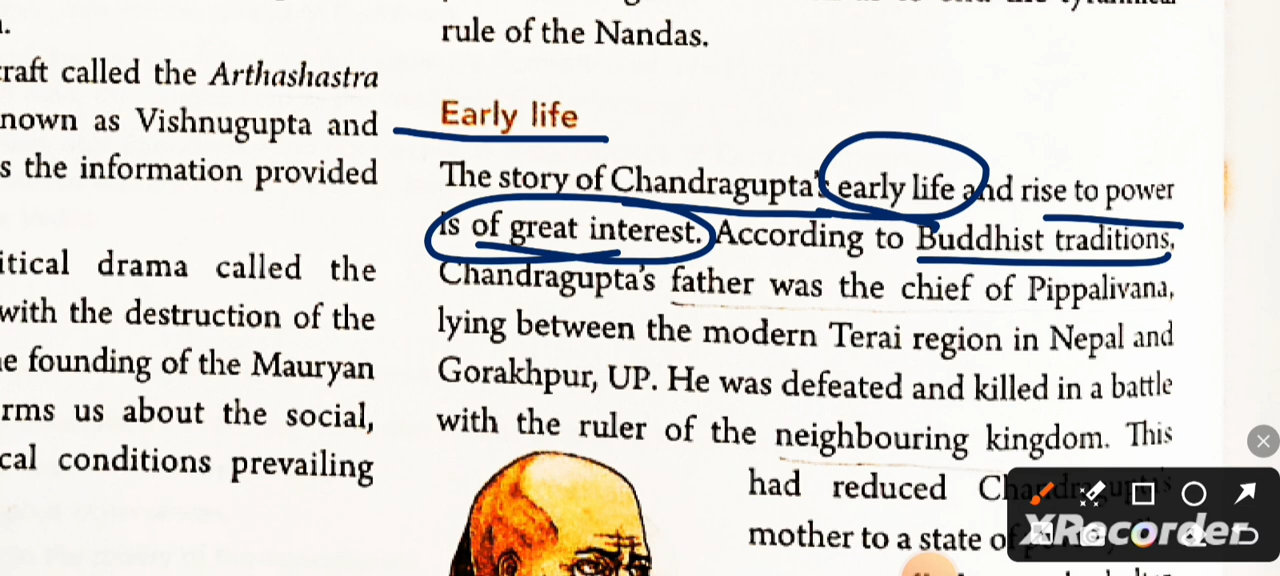 rule of the Nandas.
craft called the Arthashastra
nown as Vishnugupta and
s the information provided
itical drama called the
with the destruction of the
e founding of the Mauryan
rms us about the social,
cal conditions prevailing
Early life
The story of Chandragupta's early life and rise to power
is of great interest. According to Buddhist traditions,
Chandragupta's father was the chief of Pippalivana,
lying between the modern Terai region in Nepal and
Gorakhpur, UP. He was defeated and killed in a battle
with the ruler of the neighbouring kingdom. This
had reduced Chandragupta's
mother to a state of
XRecorder